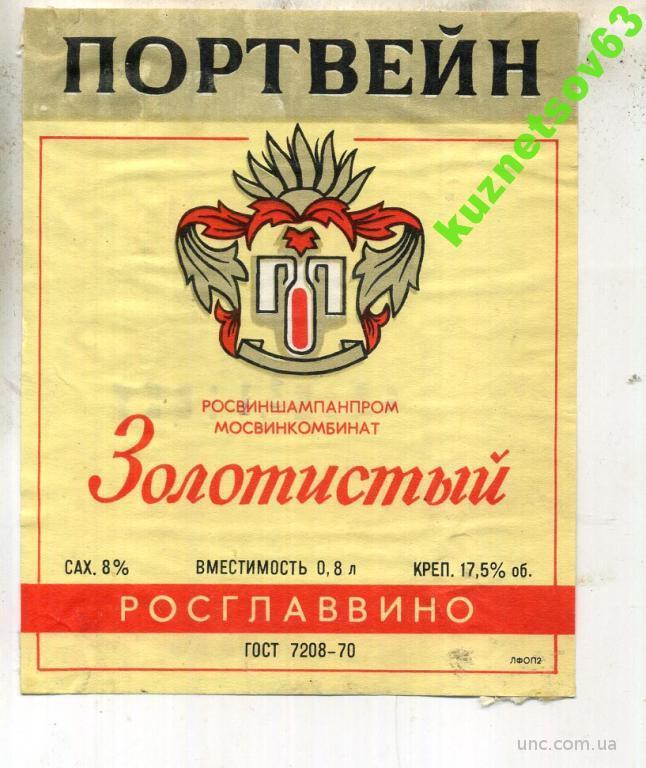 ПОРТВЕЙН
kuznetsov63
РОСВИНШАМПАНПРОМ
МОСВИНКОМБИНАТ
Золотистый
САХ. 8% ВМЕСТИМОСТЬ 0,8 л КРЕП. 17,5% об.
РОСГЛАВВИНО
ГОСТ 7208-70
ЛФОП2
unc.com.ua